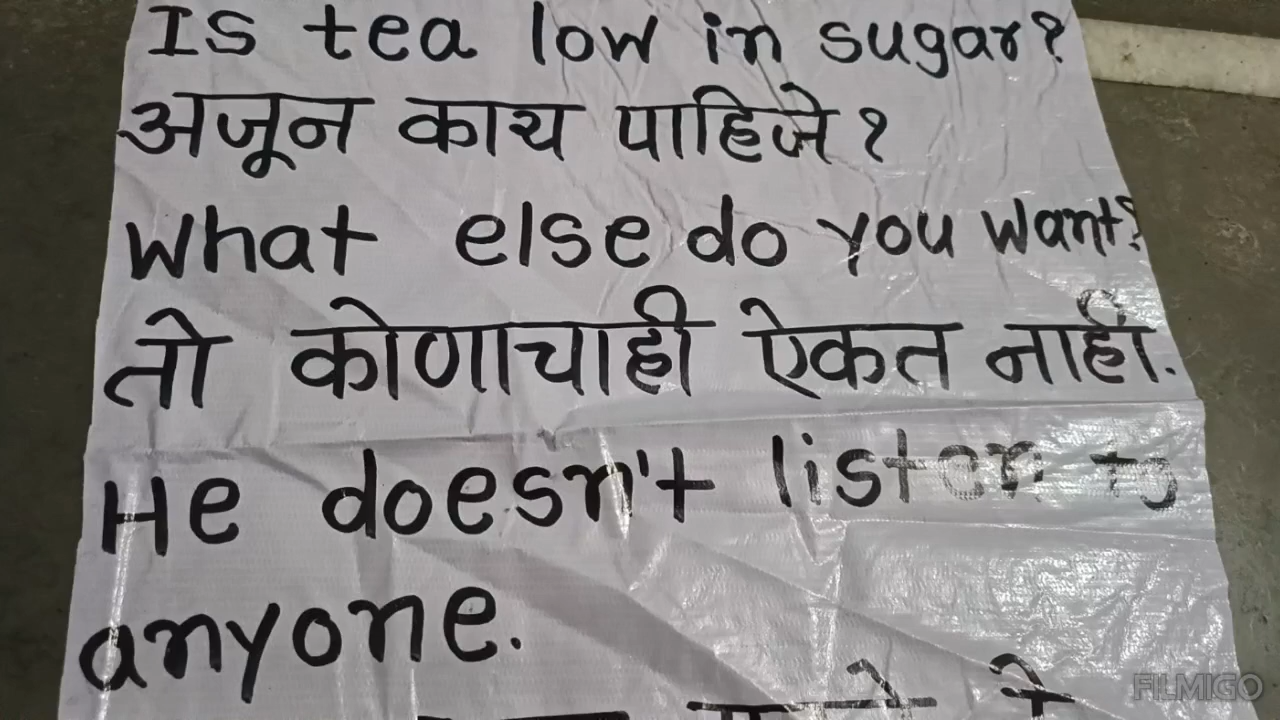 Is tea low in sugar?
अजून काय पाहिजे?
What else do you want?
तो कोणाचाही ऐकत नाही.
He doesn't listen to
anyone.
FILMIGO